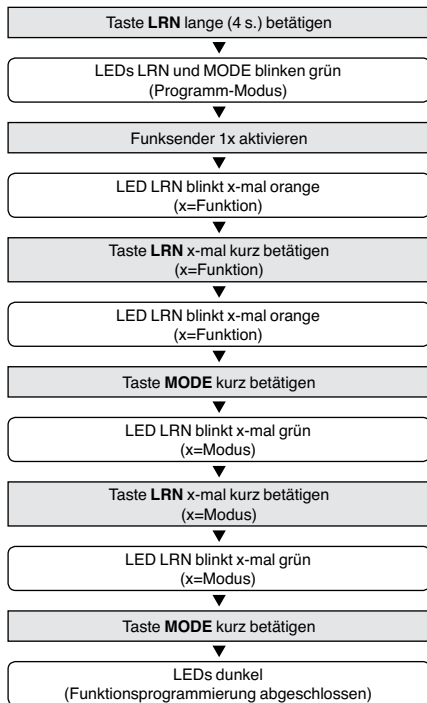 Taste LRN lange (4 s.) betätigen
LEDs LRN und MODE blinken grün
(Programm-Modus)
Funksender 1x aktivieren
LED LRN blinkt x-mal orange
(x=Funktion)
Taste LRN x-mal kurz betätigen
(x=Funktion)
LED LRN blinkt x-mal orange
(x=Funktion)
Taste MODE kurz betätigen
LED LRN blinkt x-mal grün
(x=Modus)
Taste LRN x-mal kurz betätigen
(x=Modus)
LED LRN blinkt x-mal grün
(x=Modus)
Taste MODE kurz betätigen
LEDs dunkel
(Funktionsprogrammierung abgeschlossen)